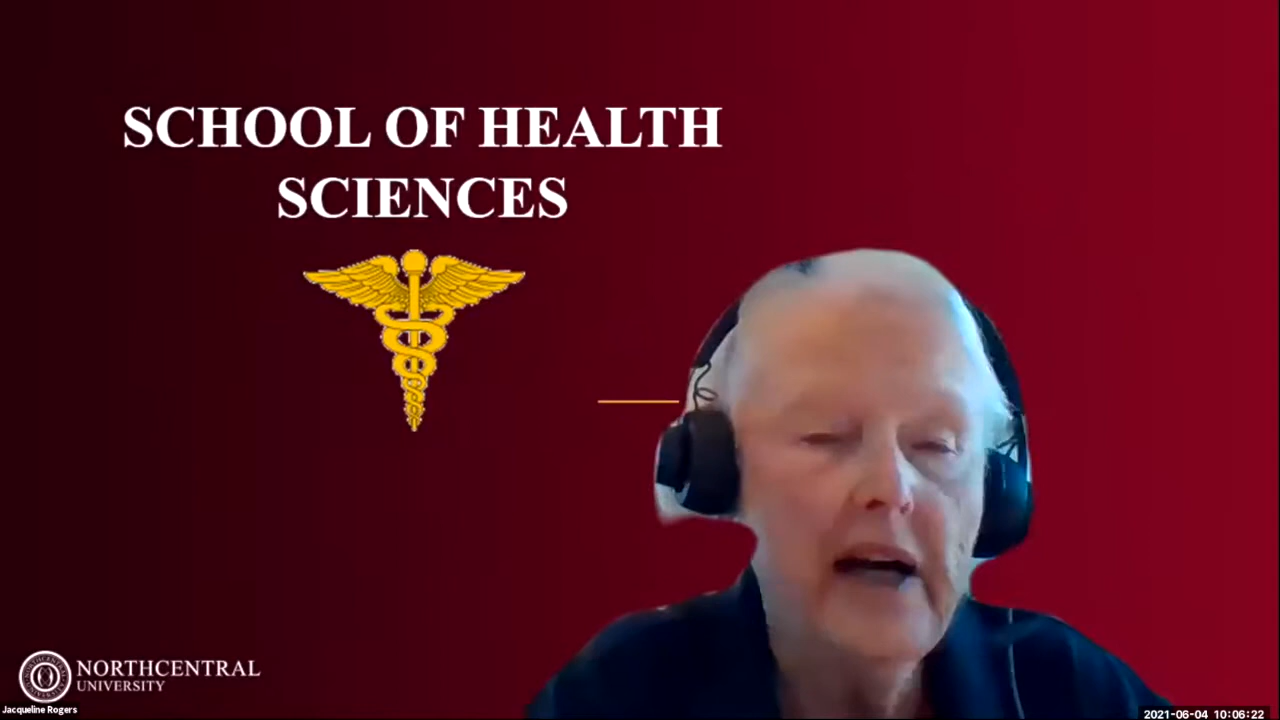 SCHOOL OF HEALTH
SCIENCES
NORTHCENTRAL
UNIVERSITY
Jacqueline Rogers
2021-06-04 10:06:22